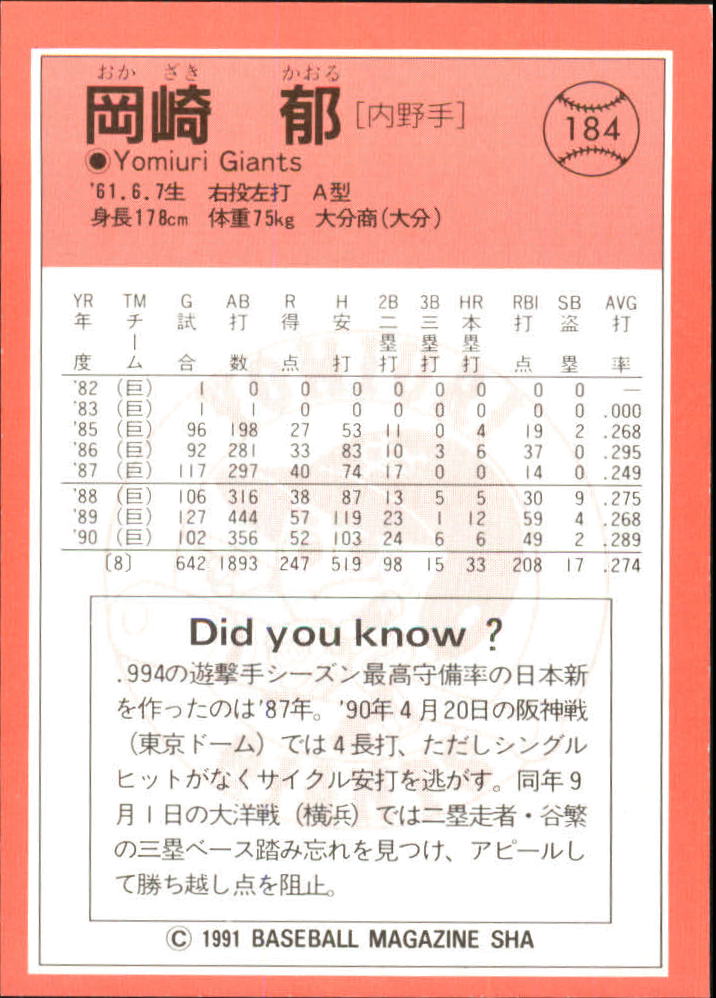 おか ざき かおる
岡崎 郁 [内野手]
184
●Yomiuri Giants
'61.6.7生 右投左打 A型
身長178cm 体重75kg 大分商(大分)
YR TM G AB R H 2B 3B HR RBI SB AVG
年度 チーム 試合 打数 得点 安打 二塁打 三塁打 本塁打 打点 盗塁 打率
'82 (巨) 1 0 0 0 0 0 0 0 0 —
'83 (巨) 1 1 0 0 0 0 0 0 0 .000
'85 (巨) 96 198 27 53 11 0 4 19 2 .268
'86 (巨) 92 281 33 83 10 3 6 37 0 .295
'87 (巨) 117 297 40 74 17 0 0 14 0 .249
'88 (巨) 106 316 38 87 13 5 5 30 9 .275
'89 (巨) 127 444 57 119 23 1 12 59 4 .268
'90 (巨) 102 356 52 103 24 6 6 49 2 .289
〔8〕 642 1893 247 519 98 15 33 208 17 .274
Did you know ?
.994の遊撃手シーズン最高守備率の日本新
を作ったのは'87年。'90年4月20日の阪神戦
（東京ドーム）では4長打、ただしシングル
ヒットがなくサイクル安打を逃がす。同年9
月1日の大洋戦（横浜）では二塁走者・谷繁
の三塁ベース踏み忘れを見つけ、アピールし
て勝ち越し点を阻止。
© 1991 BASEBALL MAGAZINE SHA